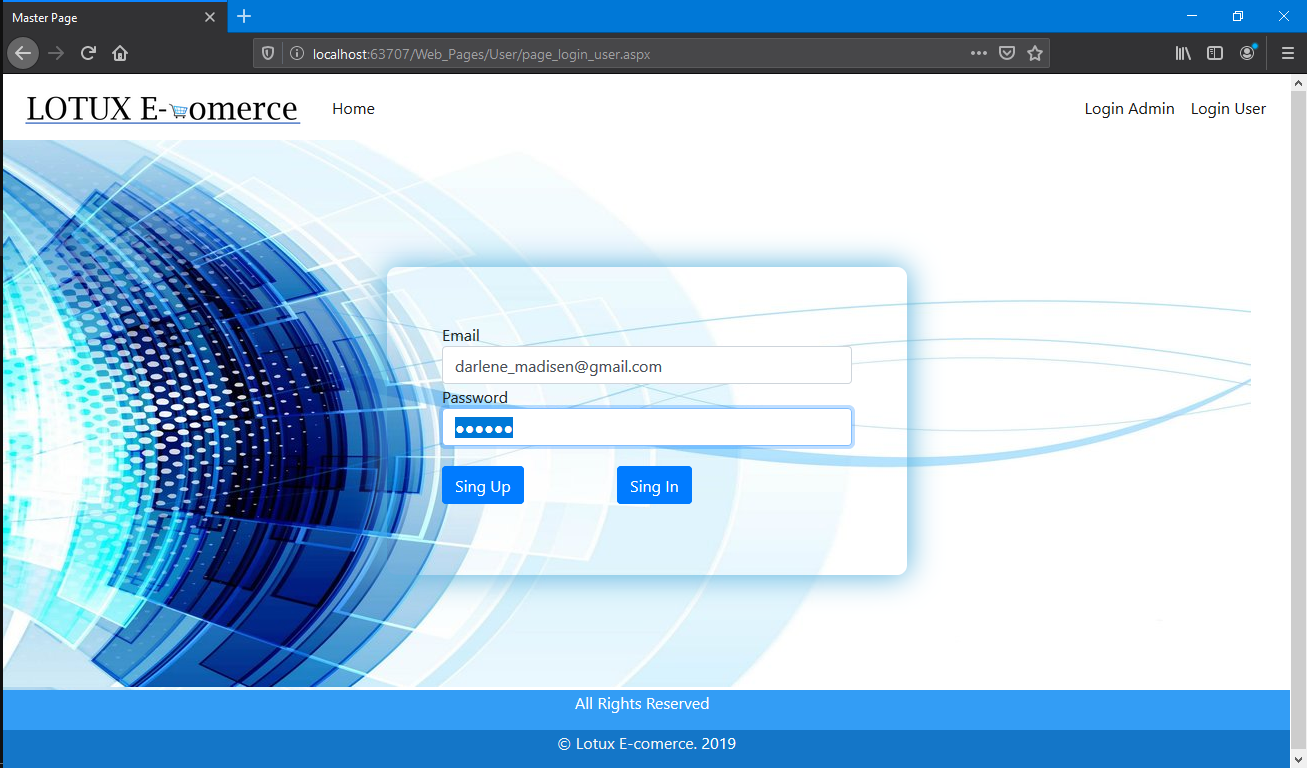 Master Page
localhost:63707/Web_Pages/User/page_login_user.aspx
LOTUX E-omerce Home Login Admin Login User
Email
darlene_madisen@gmail.com
Password
••••••
Sing Up Sing In
All Rights Reserved
© Lotux E-comerce. 2019